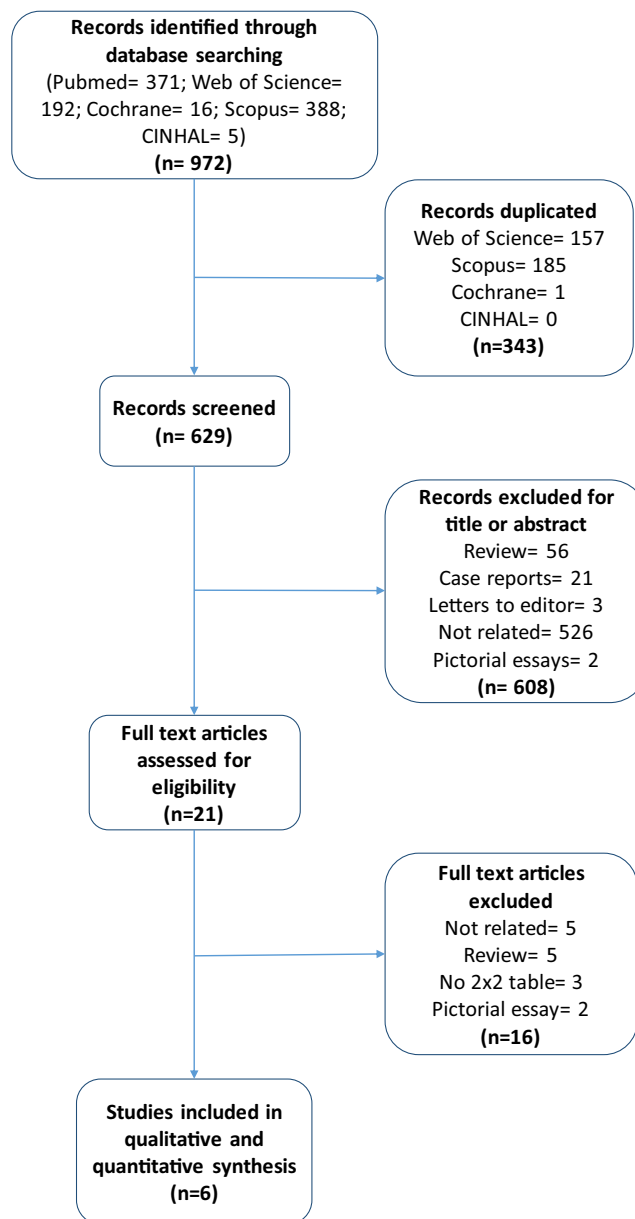 Records identified through
database searching
(Pubmed= 371; Web of Science=
192; Cochrane= 16; Scopus= 388;
CINHAL= 5)
(n= 972)
Records duplicated
Web of Science= 157
Scopus= 185
Cochrane= 1
CINHAL= 0
(n=343)
Records screened
(n= 629)
Records excluded for
title or abstract
Review= 56
Case reports= 21
Letters to editor= 3
Not related= 526
Pictorial essays= 2
(n= 608)
Full text articles
assessed for
eligibility
(n=21)
Full text articles
excluded
Not related= 5
Review= 5
No 2x2 table= 3
Pictorial essay= 2
(n=16)
Studies included in
qualitative and
quantitative synthesis
(n=6)